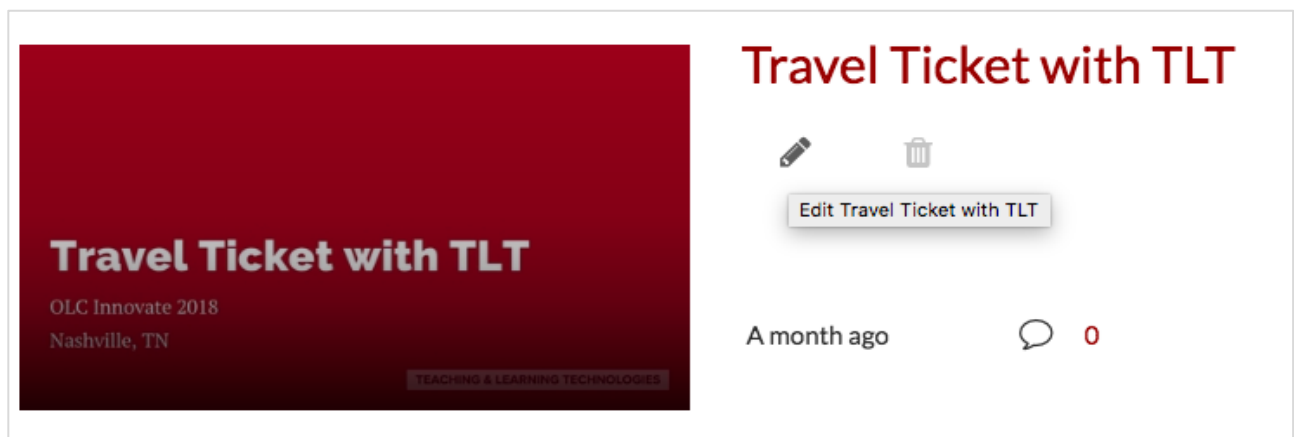 Travel Ticket with TLT
OLC Innovate 2018
Nashville, TN
TEACHING & LEARNING TECHNOLOGIES
Travel Ticket with TLT
Edit Travel Ticket with TLT
A month ago 0